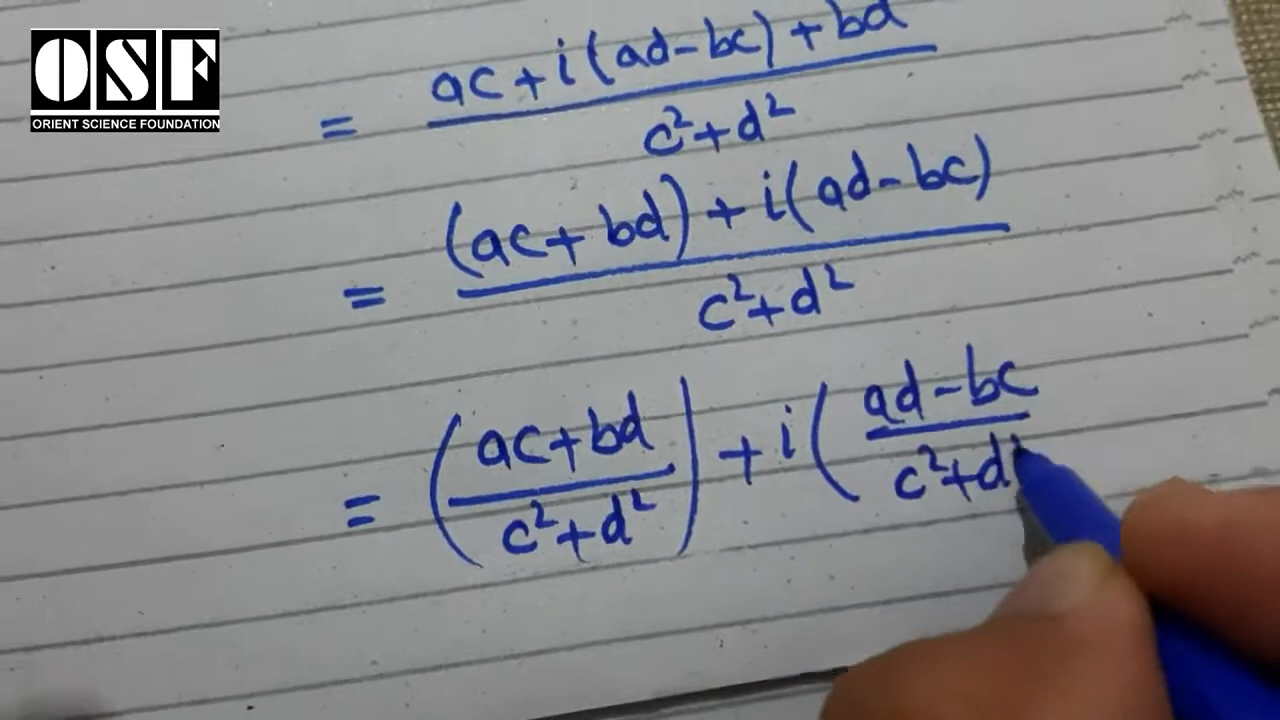 OSF
ORIENT SCIENCE FOUNDATION
= ac+i(ad-bc)+bd
c²+d²
= (ac+bd)+i(ad-bc)
c²+d²
= (ac+bd)+i(ad-bc
c²+d² c²+d²